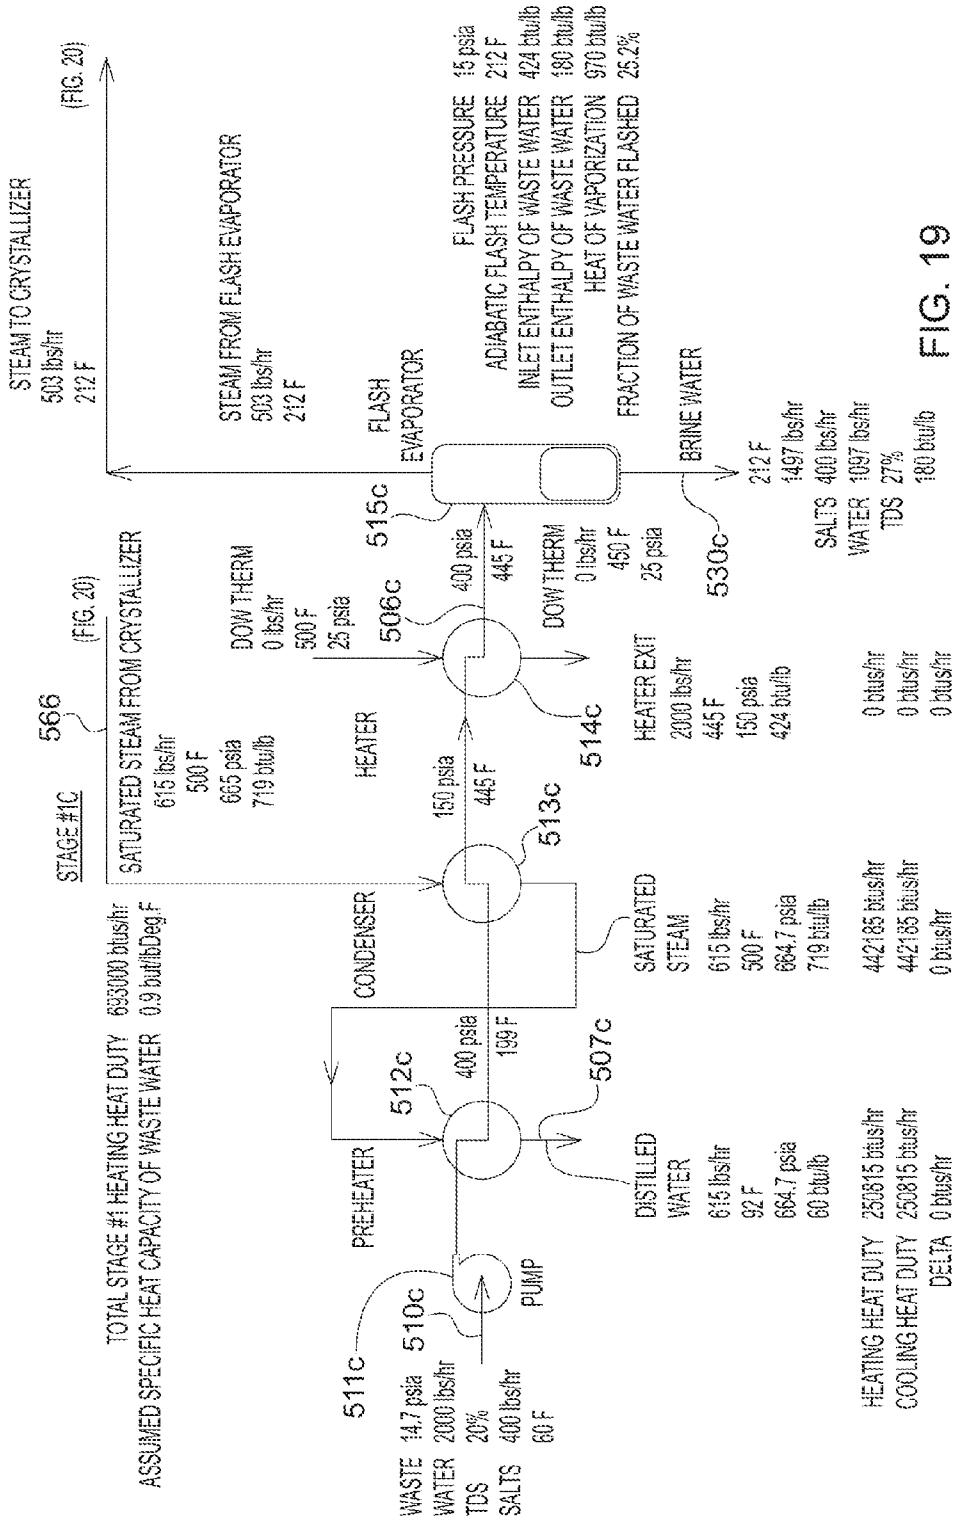 STAGE #1C
TOTAL STAGE #1 HEATING HEAT DUTY 693000 btus/hr
ASSUMED SPECIFIC HEAT CAPACITY OF WASTE WATER 0.9 but/lbDeg.F
566
(FIG. 20)
SATURATED STEAM FROM CRYSTALLIZER
615 lbs/hr
500 F
665 psia
719 btu/lb
STEAM TO CRYSTALLIZER
503 lbs/hr
212 F
(FIG. 20)
STEAM FROM FLASH EVAPORATOR
503 lbs/hr
212 F
DOW THERM
0 lbs/hr
500 F
25 psia
PREHEATER
CONDENSER
HEATER
FLASH
EVAPORATOR
511c
510c
512c
400 psia
199 F
150 psia
445 F
513c
506c
400 psia
445 F
515c
514c
PUMP
507c
WASTE 14.7 psia
WATER 2000 lbs/hr
TDS 20%
SALTS 400 lbs/hr
60 F
DOW THERM
0 lbs/hr
450 F
25 psia
FLASH PRESSURE 15 psia
ADIABATIC FLASH TEMPERATURE 212 F
INLET ENTHALPY OF WASTE WATER 424 btu/lb
OUTLET ENTHALPY OF WASTE WATER 180 btu/lb
HEAT OF VAPORIZATION 970 btu/lb
FRACTION OF WASTE WATER FLASHED 25.2%
BRINE WATER
530c
212 F
1497 lbs/hr
SALTS 400 lbs/hr
WATER 1097 lbs/hr
TDS 27%
180 btu/lb
DISTILLED
WATER
615 lbs/hr
92 F
664.7 psia
60 btu/lb
SATURATED
STEAM
615 lbs/hr
500 F
664.7 psia
719 btu/lb
HEATER EXIT
2000 lbs/hr
445 F
150 psia
424 btu/lb
HEATING HEAT DUTY 250815 btus/hr 442185 btus/hr 0 btus/hr
COOLING HEAT DUTY 250815 btus/hr 442185 btus/hr 0 btus/hr
DELTA 0 btus/hr 0 btus/hr 0 btus/hr
FIG. 19